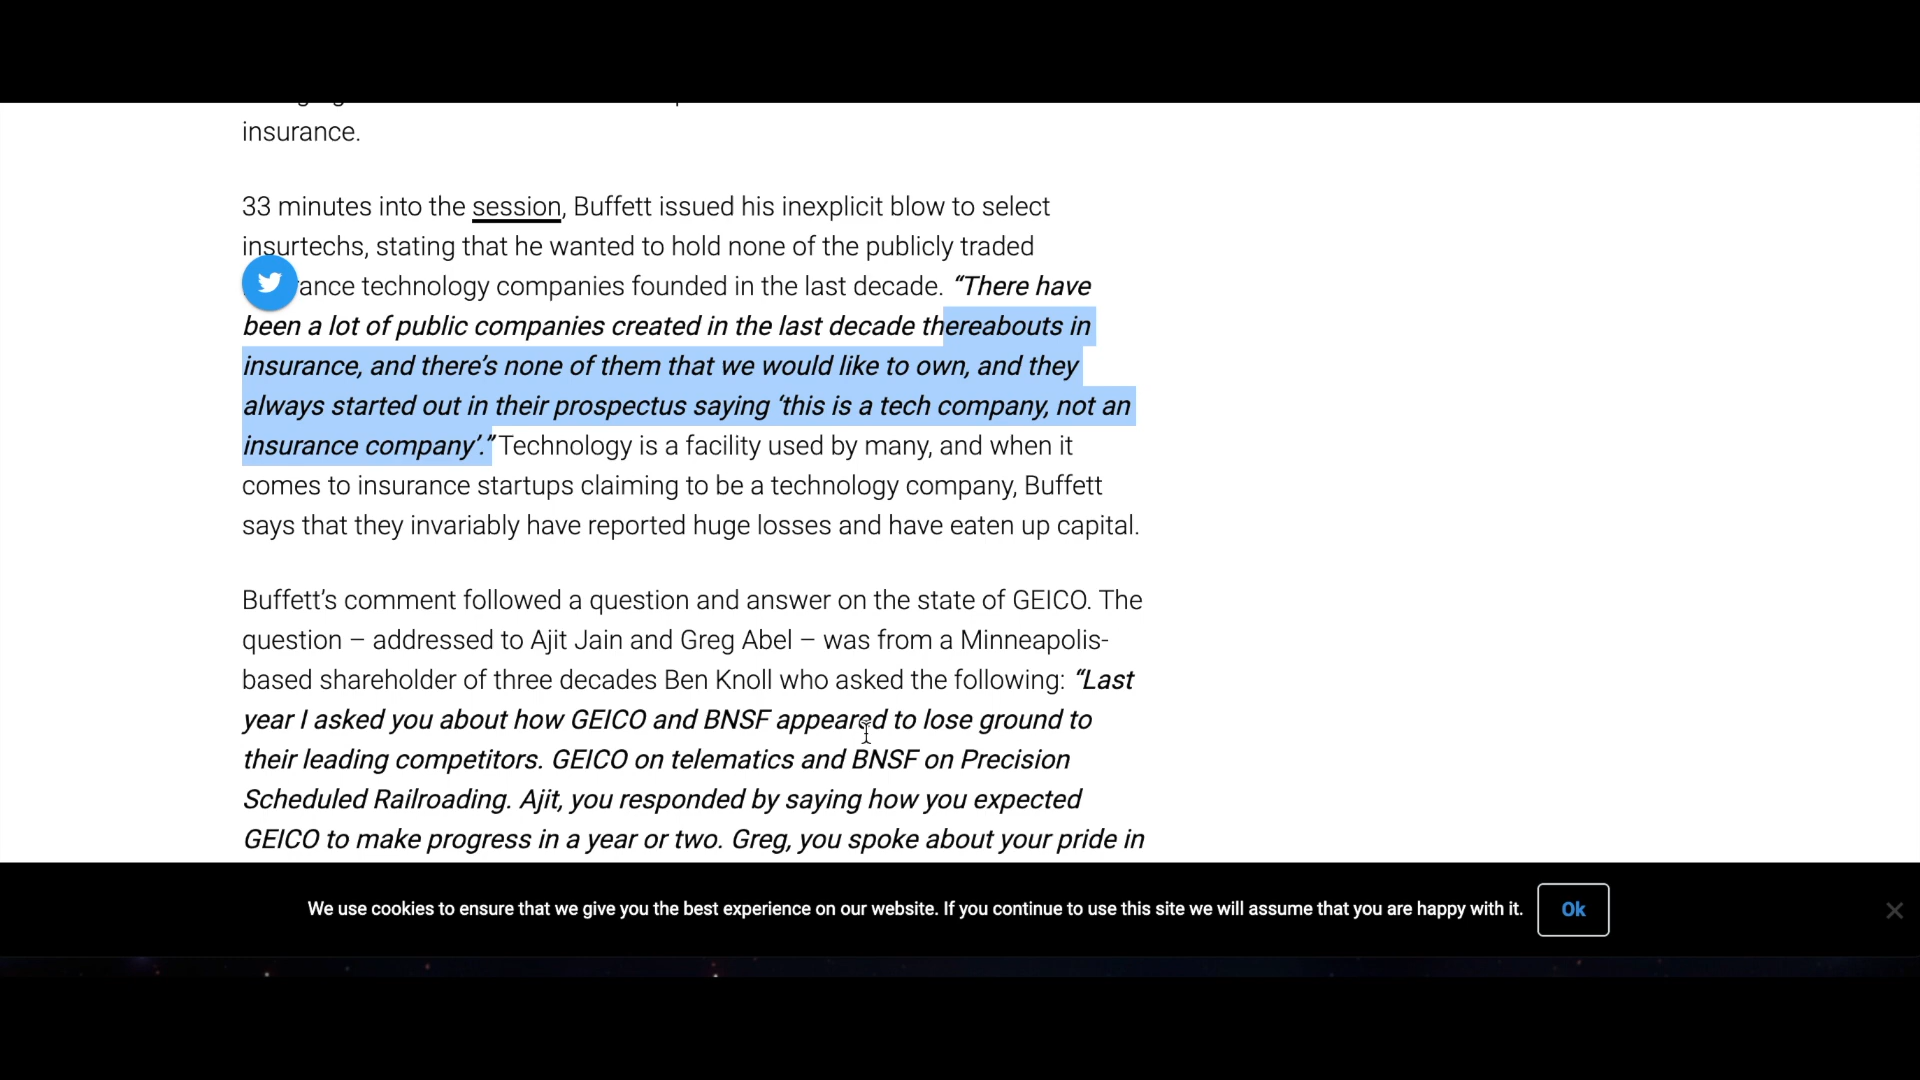 insurance.
33 minutes into the session, Buffett issued his inexplicit blow to select
insurtechs, stating that he wanted to hold none of the publicly traded
ance technology companies founded in the last decade. “There have
been a lot of public companies created in the last decade thereabouts in
insurance, and there’s none of them that we would like to own, and they
always started out in their prospectus saying ‘this is a tech company, not an
insurance company’.” Technology is a facility used by many, and when it
comes to insurance startups claiming to be a technology company, Buffett
says that they invariably have reported huge losses and have eaten up capital.
Buffett’s comment followed a question and answer on the state of GEICO. The
question – addressed to Ajit Jain and Greg Abel – was from a Minneapolis-
based shareholder of three decades Ben Knoll who asked the following: “Last
year I asked you about how GEICO and BNSF appeared to lose ground to
their leading competitors. GEICO on telematics and BNSF on Precision
Scheduled Railroading. Ajit, you responded by saying how you expected
GEICO to make progress in a year or two. Greg, you spoke about your pride in
We use cookies to ensure that we give you the best experience on our website. If you continue to use this site we will assume that you are happy with it.
Ok